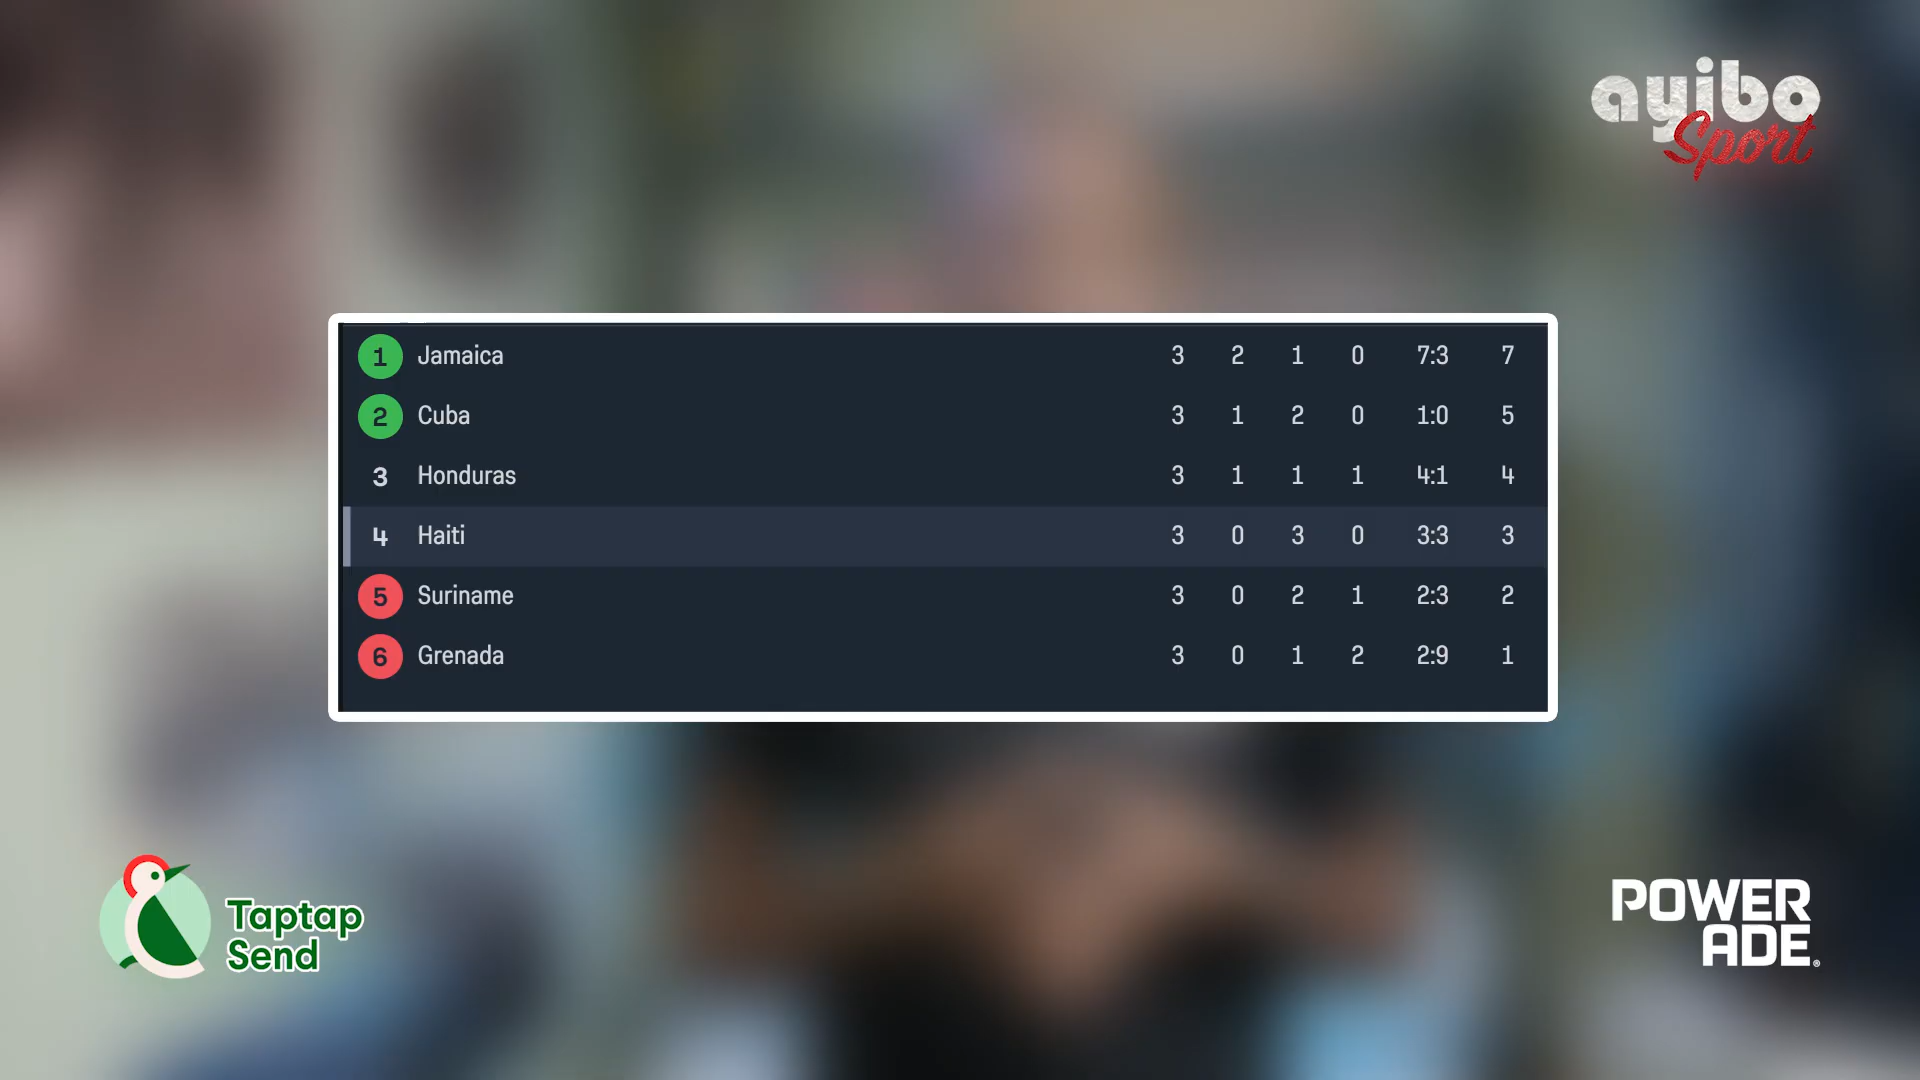 ayibo
Sport
1 Jamaica 3 2 1 0 7:3 7
2 Cuba 3 1 2 0 1:0 5
3 Honduras 3 1 1 1 4:1 4
4 Haiti 3 0 3 0 3:3 3
5 Suriname 3 0 2 1 2:3 2
6 Grenada 3 0 1 2 2:9 1
Taptap
Send
POWER
ADE®